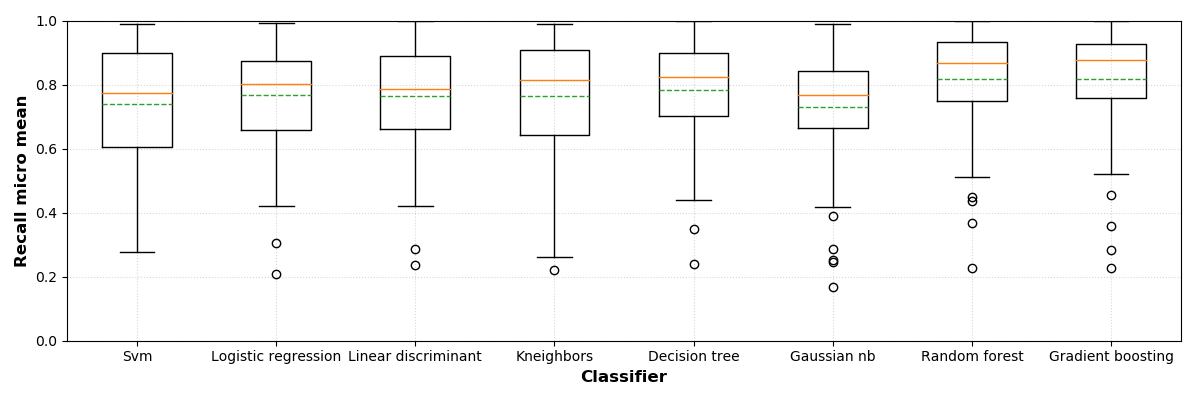 Recall micro mean
1.0
0.8
0.6
0.4
0.2
0.0
Svm Logistic regression Linear discriminant Kneighbors Decision tree Gaussian nb Random forest Gradient boosting
Classifier